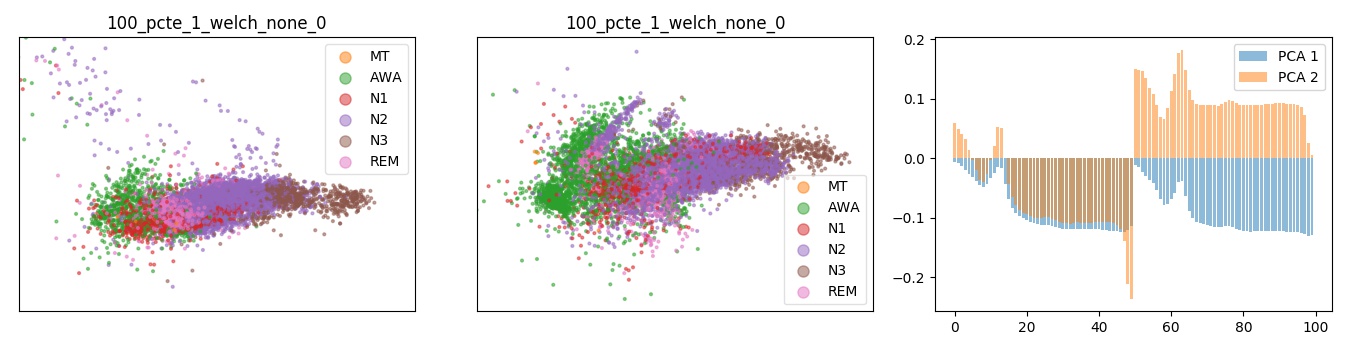 100_pcte_1_welch_none_0
MT
AWA
N1
N2
N3
REM
100_pcte_1_welch_none_0
MT
AWA
N1
N2
N3
REM
PCA 1
PCA 2
0.2
0.1
0.0
−0.1
−0.2
0
20
40
60
80
100